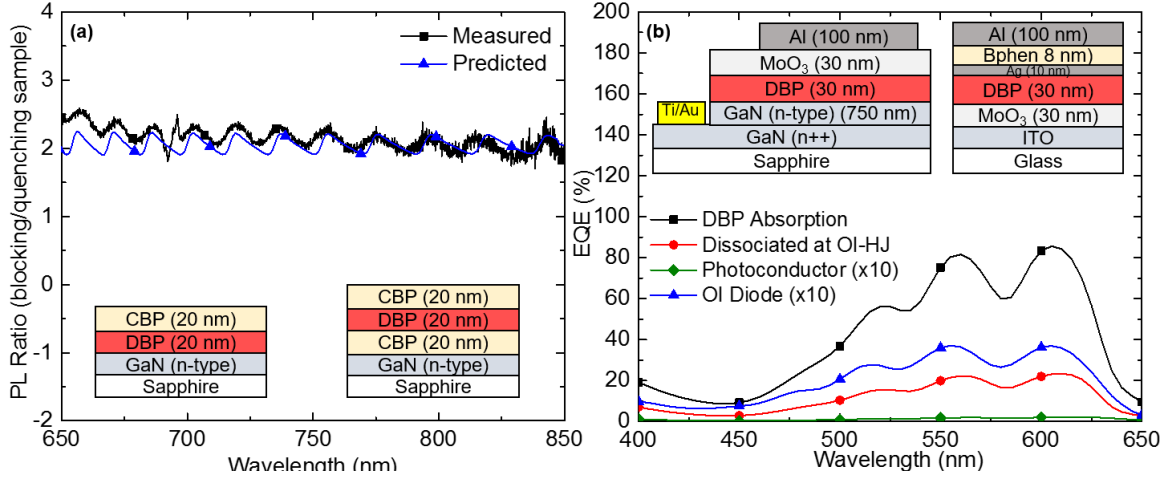 (a)
Measured
Predicted
PL Ratio (blocking/quenching sample)
4
3
2
1
0
-1
-2
CBP (20 nm)
DBP (20 nm)
GaN (n-type)
Sapphire
CBP (20 nm)
DBP (20 nm)
CBP (20 nm)
GaN (n-type)
Sapphire
650 700 750 800 850
Wavelength (nm)
(b)
EQE (%)
200
180
160
140
120
100
80
60
40
20
0
Al (100 nm)
MoO3 (30 nm)
DBP (30 nm)
Ti/Au
GaN (n-type) (750 nm)
GaN (n++)
Sapphire
Al (100 nm)
Bphen 8 nm)
Ag (10 nm)
DBP (30 nm)
MoO3 (30 nm)
ITO
Glass
DBP Absorption
Dissociated at OI-HJ
Photoconductor (x10)
OI Diode (x10)
400 450 500 550 600 650
Wavelength (nm)